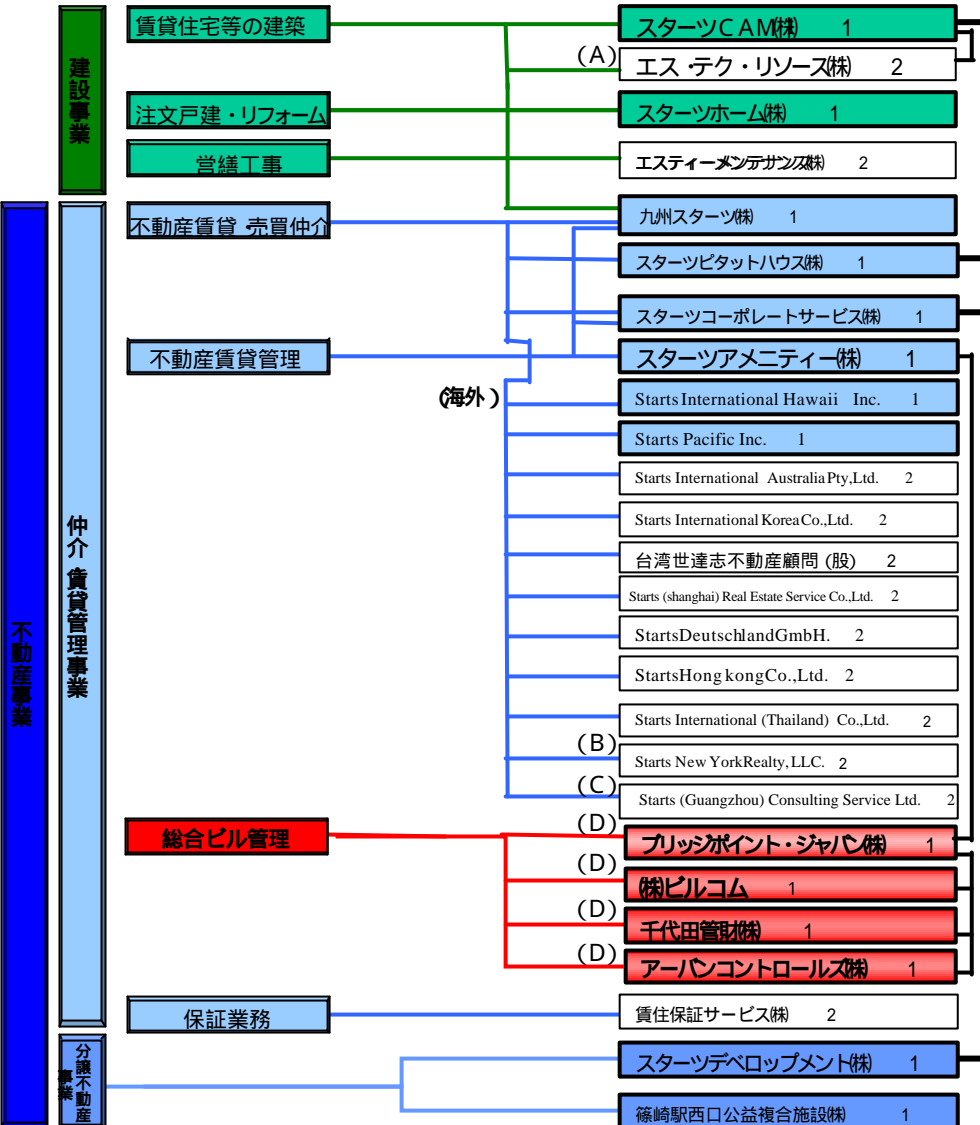 建設事業
賃貸住宅等の建築
スターツCAM㈱ 1
(A)
エス・テク・リソース㈱ 2
注文戸建・リフォーム
スターツホーム㈱ 1
営繕工事
エスティーメンテナンス㈱ 2
不動産事業
仲介・賃貸管理事業
不動産賃貸・売買仲介
九州スターツ㈱ 1
スターツピタットハウス㈱ 1
スターツコーポレートサービス㈱ 1
不動産賃貸管理
スターツアメニティー㈱ 1
(海外)
Starts International Hawaii Inc. 1
Starts Pacific Inc. 1
Starts International Australia Pty,Ltd. 2
Starts International Korea Co.,Ltd. 2
台湾世達志不動産顧問(股) 2
Starts (shanghai) Real Estate Service Co.,Ltd. 2
Starts Deutschland GmbH. 2
Starts Hongkong Co.,Ltd. 2
Starts International (Thailand) Co.,Ltd. 2
(B)
Starts New York Realty, LLC. 2
(C)
Starts (Guangzhou) Consulting Service Ltd. 2
総合ビル管理
(D)
ブリッジポイント・ジャパン㈱ 1
(D)
㈱ビルコム 1
(D)
千代田管財㈱ 1
(D)
アーバンコントロールズ㈱ 1
保証業務
賃住保証サービス㈱ 2
分譲不動産事業
スターツデベロップメント㈱ 1
篠崎駅西口公益複合施設㈱ 1